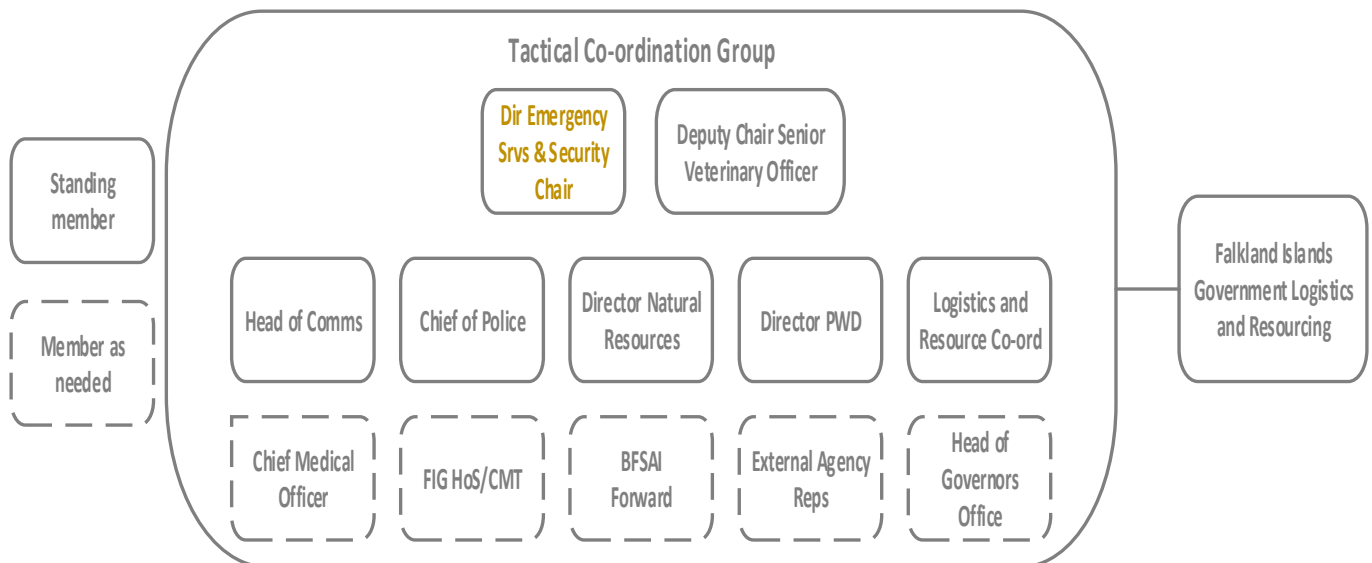 Tactical Co-ordination Group
Dir Emergency
Srvs & Security
Chair
Deputy Chair Senior
Veterinary Officer
Standing
member
Member as
needed
Head of Comms
Chief of Police
Director Natural
Resources
Director PWD
Logistics and
Resource Co-ord
Falkland Islands
Government Logistics
and Resourcing
Chief Medical
Officer
FIG HoS/CMT
BFSAI
Forward
External Agency
Reps
Head of
Governors
Office